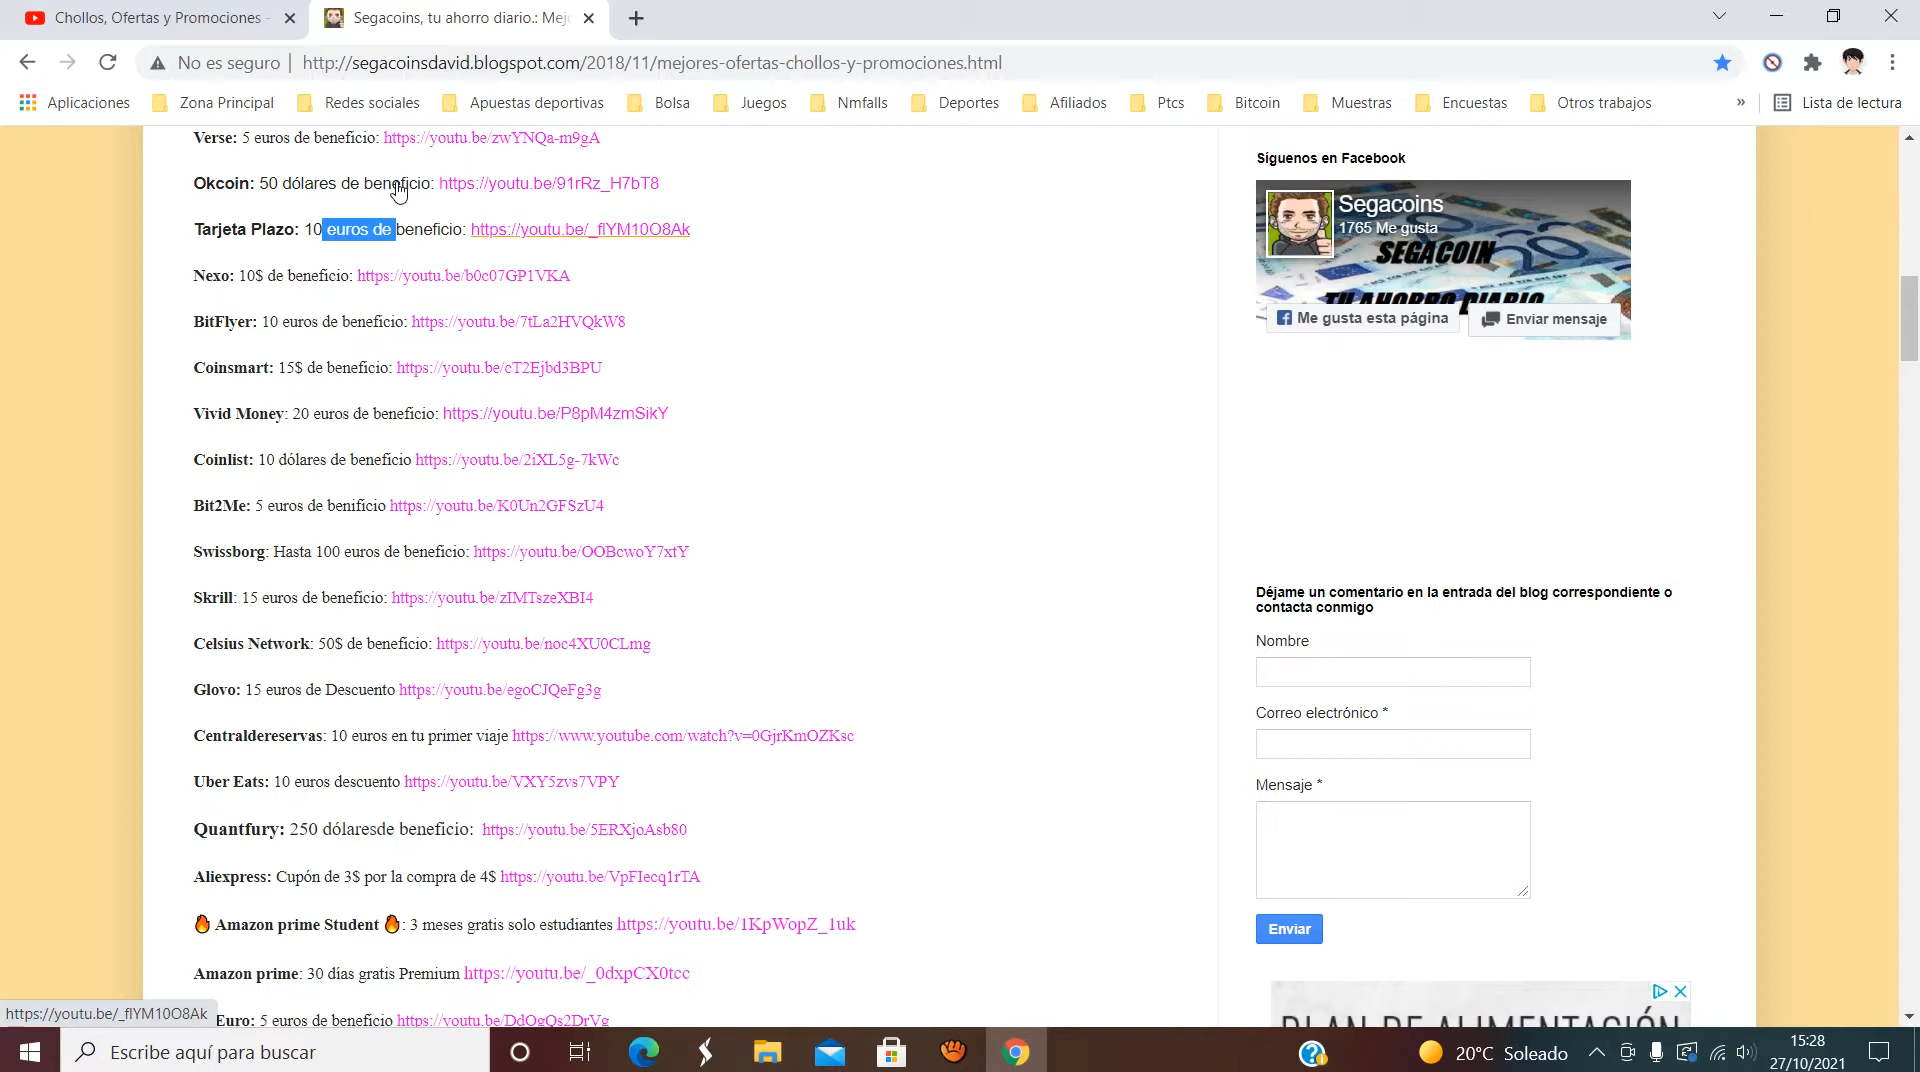 Chollos, Ofertas y Promociones -
Segacoins, tu ahorro diario.: Mej
No es seguro | http://segacoinsdavid.blogspot.com/2018/11/mejores-ofertas-chollos-y-promociones.html
Aplicaciones Zona Principal Redes sociales Apuestas deportivas Bolsa Juegos Nmfalls Deportes Afiliados Ptcs Bitcoin Muestras Encuestas Otros trabajos » Lista de lectura
Verse: 5 euros de beneficio: https://youtu.be/zwYNQa-m9gA
Okcoin: 50 dólares de beneficio: https://youtu.be/91rRz_H7bT8
Tarjeta Plazo: 10 euros de beneficio: https://youtu.be/_flYM10O8Ak
Nexo: 10$ de beneficio: https://youtu.be/b0c07GP1VKA
BitFlyer: 10 euros de beneficio: https://youtu.be/7tLa2HVQkW8
Coinsmart: 15$ de beneficio: https://youtu.be/cT2Ejbd3BPU
Vivid Money: 20 euros de beneficio: https://youtu.be/P8pM4zmSikY
Coinlist: 10 dólares de beneficio https://youtu.be/2iXL5g-7kWc
Bit2Me: 5 euros de benificio https://youtu.be/K0Un2GFSzU4
Swissborg: Hasta 100 euros de beneficio: https://youtu.be/OOBcwoY7xtY
Skrill: 15 euros de beneficio: https://youtu.be/zIMTszeXBI4
Celsius Network: 50$ de beneficio: https://youtu.be/noc4XU0CLmg
Glovo: 15 euros de Descuento https://youtu.be/egoCJQeFg3g
Centraldereservas: 10 euros en tu primer viaje https://www.youtube.com/watch?v=0GjrKmOZKsc
Uber Eats: 10 euros descuento https://youtu.be/VXY5zvs7VPY
Quantfury: 250 dólaresde beneficio: https://youtu.be/5ERXjoAsb80
Aliexpress: Cupón de 3$ por la compra de 4$ https://youtu.be/VpFIecq1rTA
🔥 Amazon prime Student 🔥: 3 meses gratis solo estudiantes https://youtu.be/1KpWopZ_1uk
Amazon prime: 30 días gratis Premium https://youtu.be/_0dxpCX0tcc
Euro: 5 euros de beneficio https://youtu.be/DdOgQs2DrVg
https://youtu.be/_flYM10O8Ak
Síguenos en Facebook
Segacoins
1765 Me gusta
SEGACOIN
TU AHORRO DIARIO
Me gusta esta página
Enviar mensaje
Déjame un comentario en la entrada del blog correspondiente o
contacta conmigo
Nombre
Correo electrónico *
Mensaje *
Enviar
PLAN DE ALIMENTACIÓN
Escribe aquí para buscar
20°C Soleado
15:28
27/10/2021